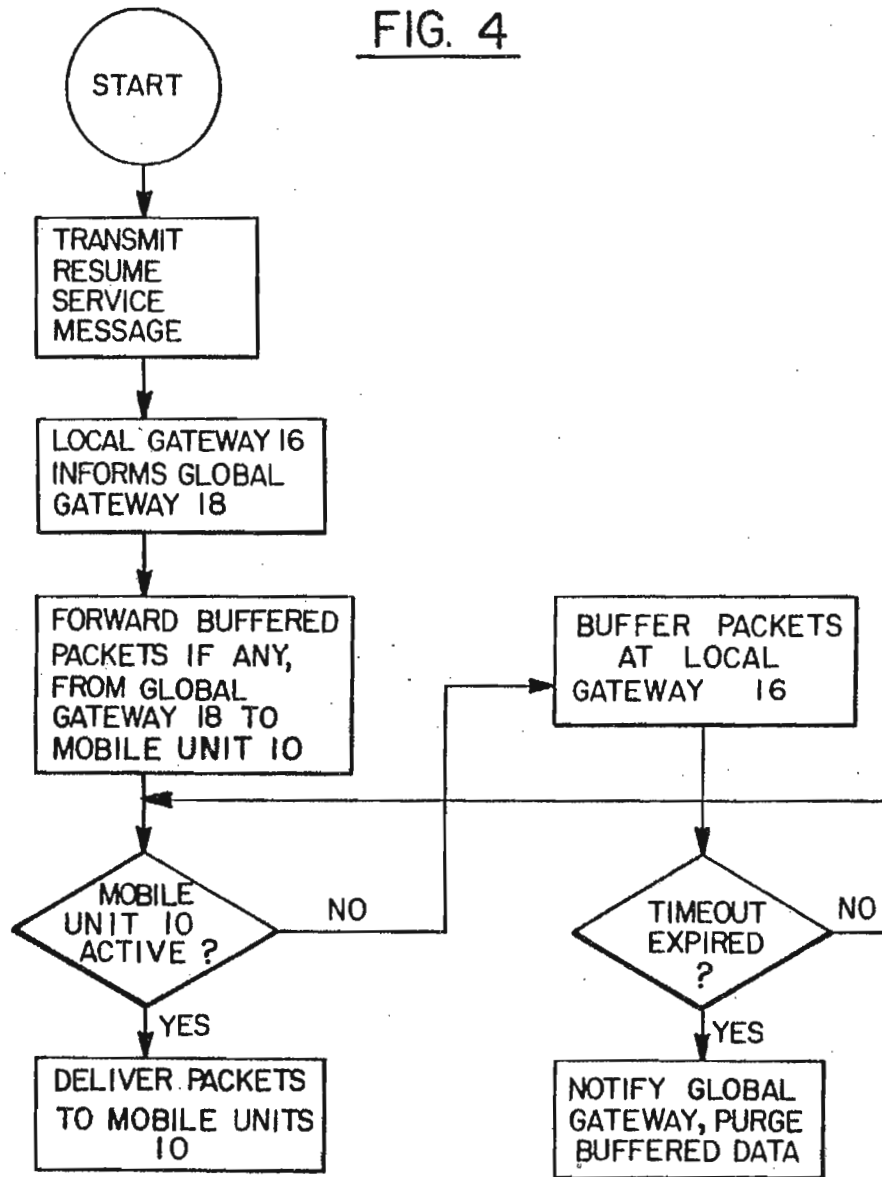 FIG. 4
START
TRANSMIT
RESUME
SERVICE
MESSAGE
LOCAL GATEWAY 16
INFORMS GLOBAL
GATEWAY 18
FORWARD BUFFERED
PACKETS IF ANY,
FROM GLOBAL
GATEWAY 18 TO
MOBILE UNIT 10
BUFFER PACKETS
AT LOCAL
GATEWAY 16
MOBILE
UNIT 10
ACTIVE ?
NO
YES
TIMEOUT
EXPIRED
?
NO
YES
DELIVER PACKETS
TO MOBILE UNITS
10
NOTIFY GLOBAL
GATEWAY, PURGE
BUFFERED DATA